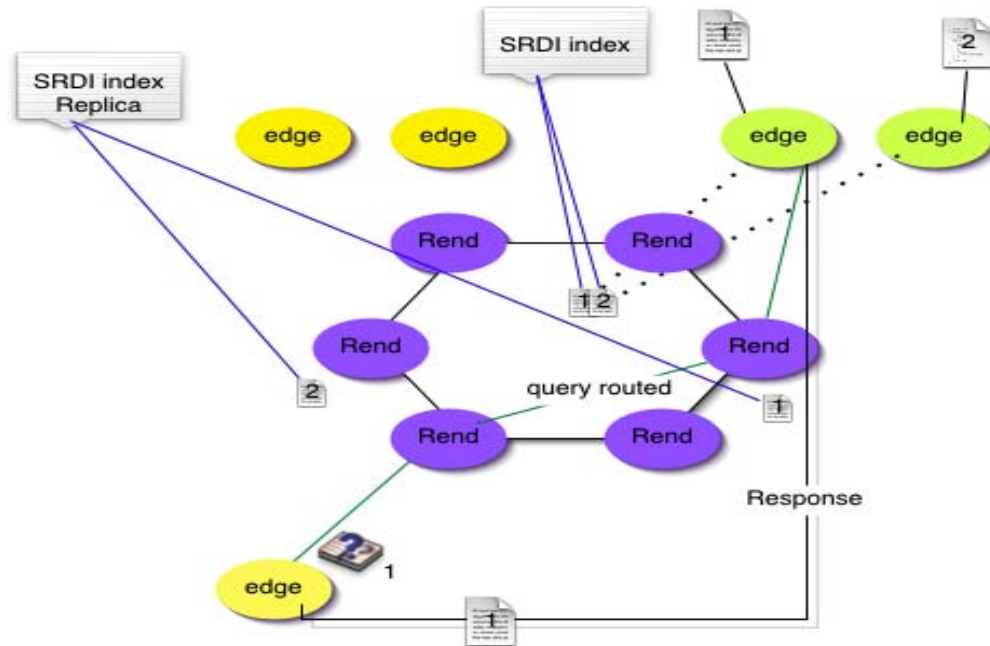 1
2
SRDI index
SRDI index
Replica
edge
edge
edge
edge
Rend
Rend
1
2
Rend
Rend
2
query routed
1
Rend
Rend
Response
1
edge
1